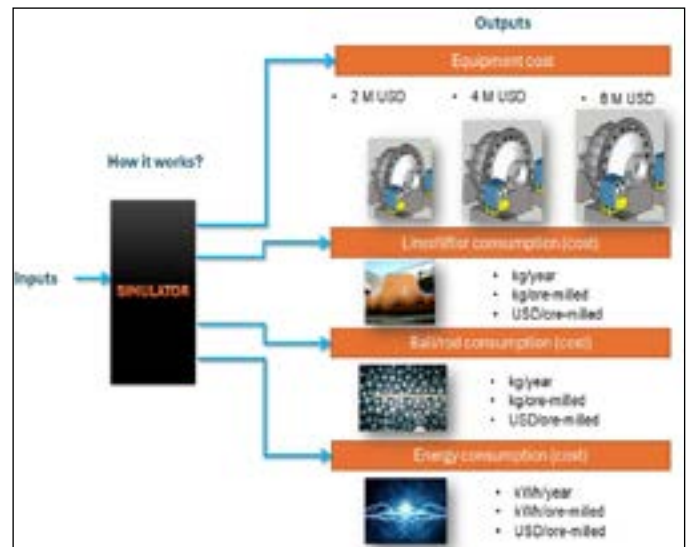 Outputs
Equipment cost
• 2 M USD • 4 M USD • 8 M USD
How it works?
Inputs
SIMULATOR
Liner/lifter consumption (cost)
• kg/year
• kg/ore-milled
• USD/ore-milled
Ball/rod consumption (cost)
• kg/year
• kg/ore-milled
• USD/ore-milled
Energy consumption (cost)
• kWh/year
• kWh/ore-milled
• USD/ore-milled